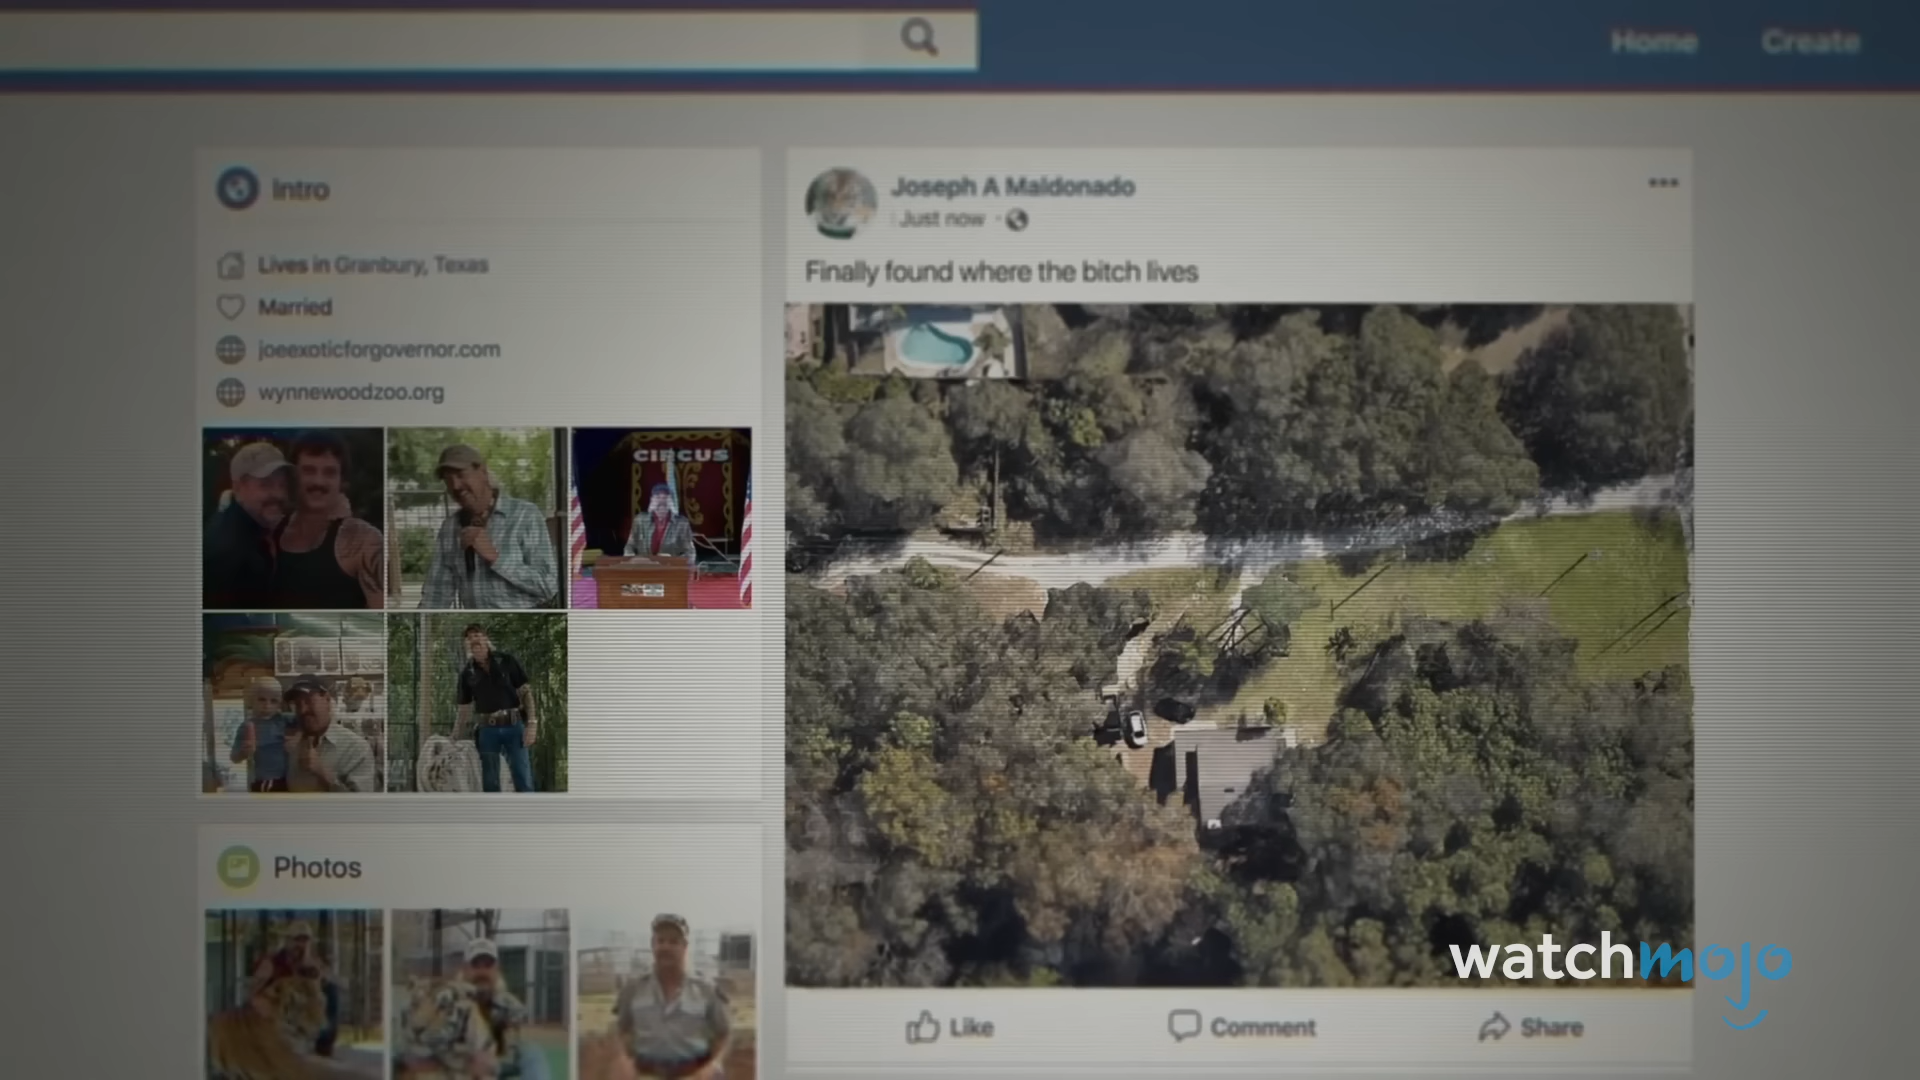 Home
Create
Intro
Lives in Granbury, Texas
Married
joeexoticforgovernor.com
wynnewoodzoo.org
CIRCUS
Photos
Joseph A Maldonado
Just now
Finally found where the bitch lives
Like
Comment
Share
watchmojo